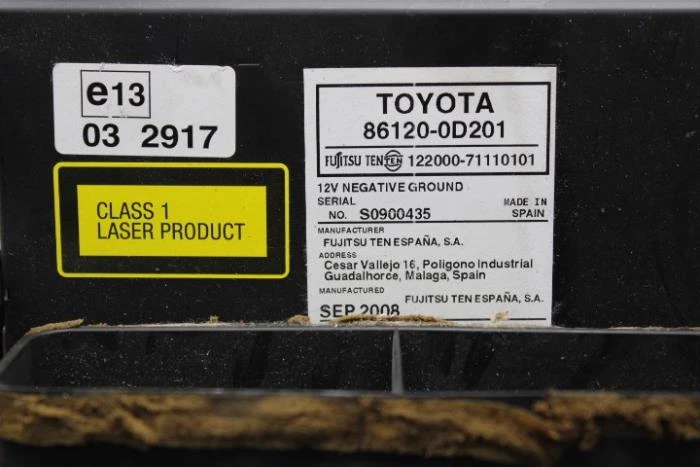 e13
03 2917
CLASS 1
LASER PRODUCT
TOYOTA
86120-0D201
FUJITSU TEN TEN 122000-71110101
12V NEGATIVE GROUND
SERIAL
NO. S0900435
MADE IN
SPAIN
MANUFACTURER
FUJITSU TEN ESPAÑA, S.A.
ADDRESS
Cesar Vallejo 16, Poligono Industrial
Guadalhorce, Malaga, Spain
MANUFACTURED
FUJITSU TEN ESPAÑA, S.A.
SEP 2008